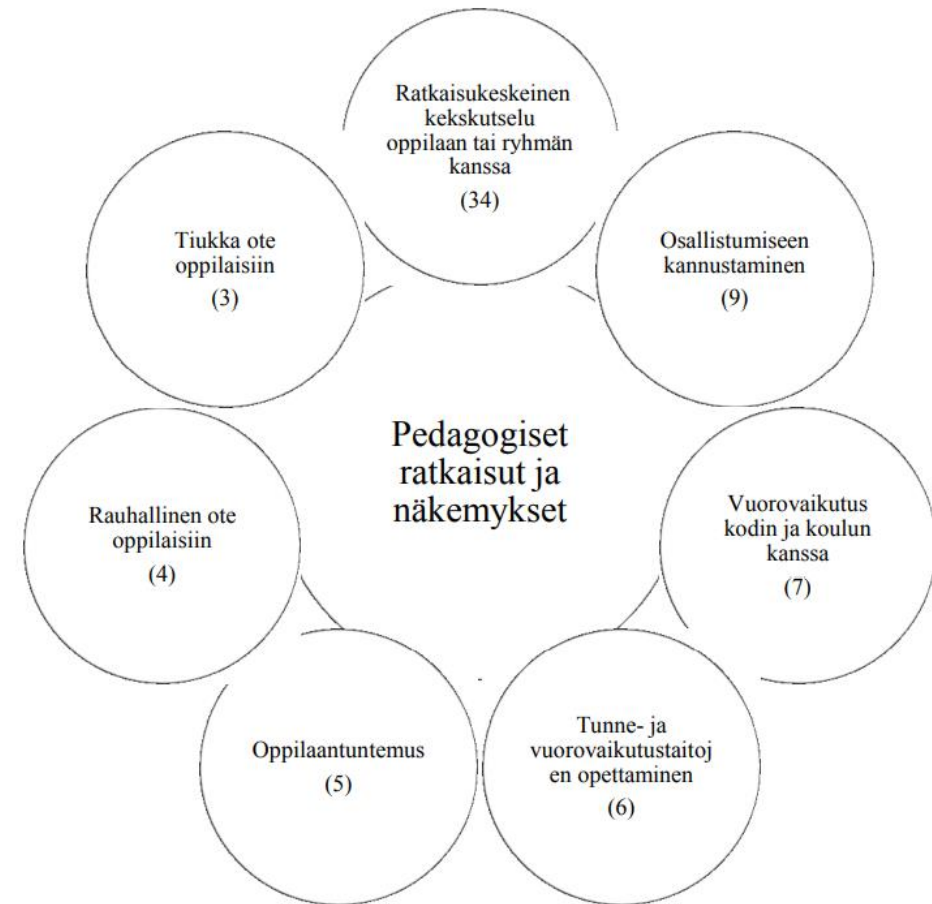 Ratkaisukeskeinen
kekskutselu
oppilaan tai ryhmän
kanssa
(34)
Osallistumiseen
kannustaminen
(9)
Vuorovaikutus
kodin ja koulun
kanssa
(7)
Tunne- ja
vuorovaikutustaitoj
en opettaminen
(6)
Oppilaantuntemus
(5)
Rauhallinen ote
oppilaisiin
(4)
Tiukka ote
oppilaisiin
(3)
Pedagogiset
ratkaisut ja
näkemykset